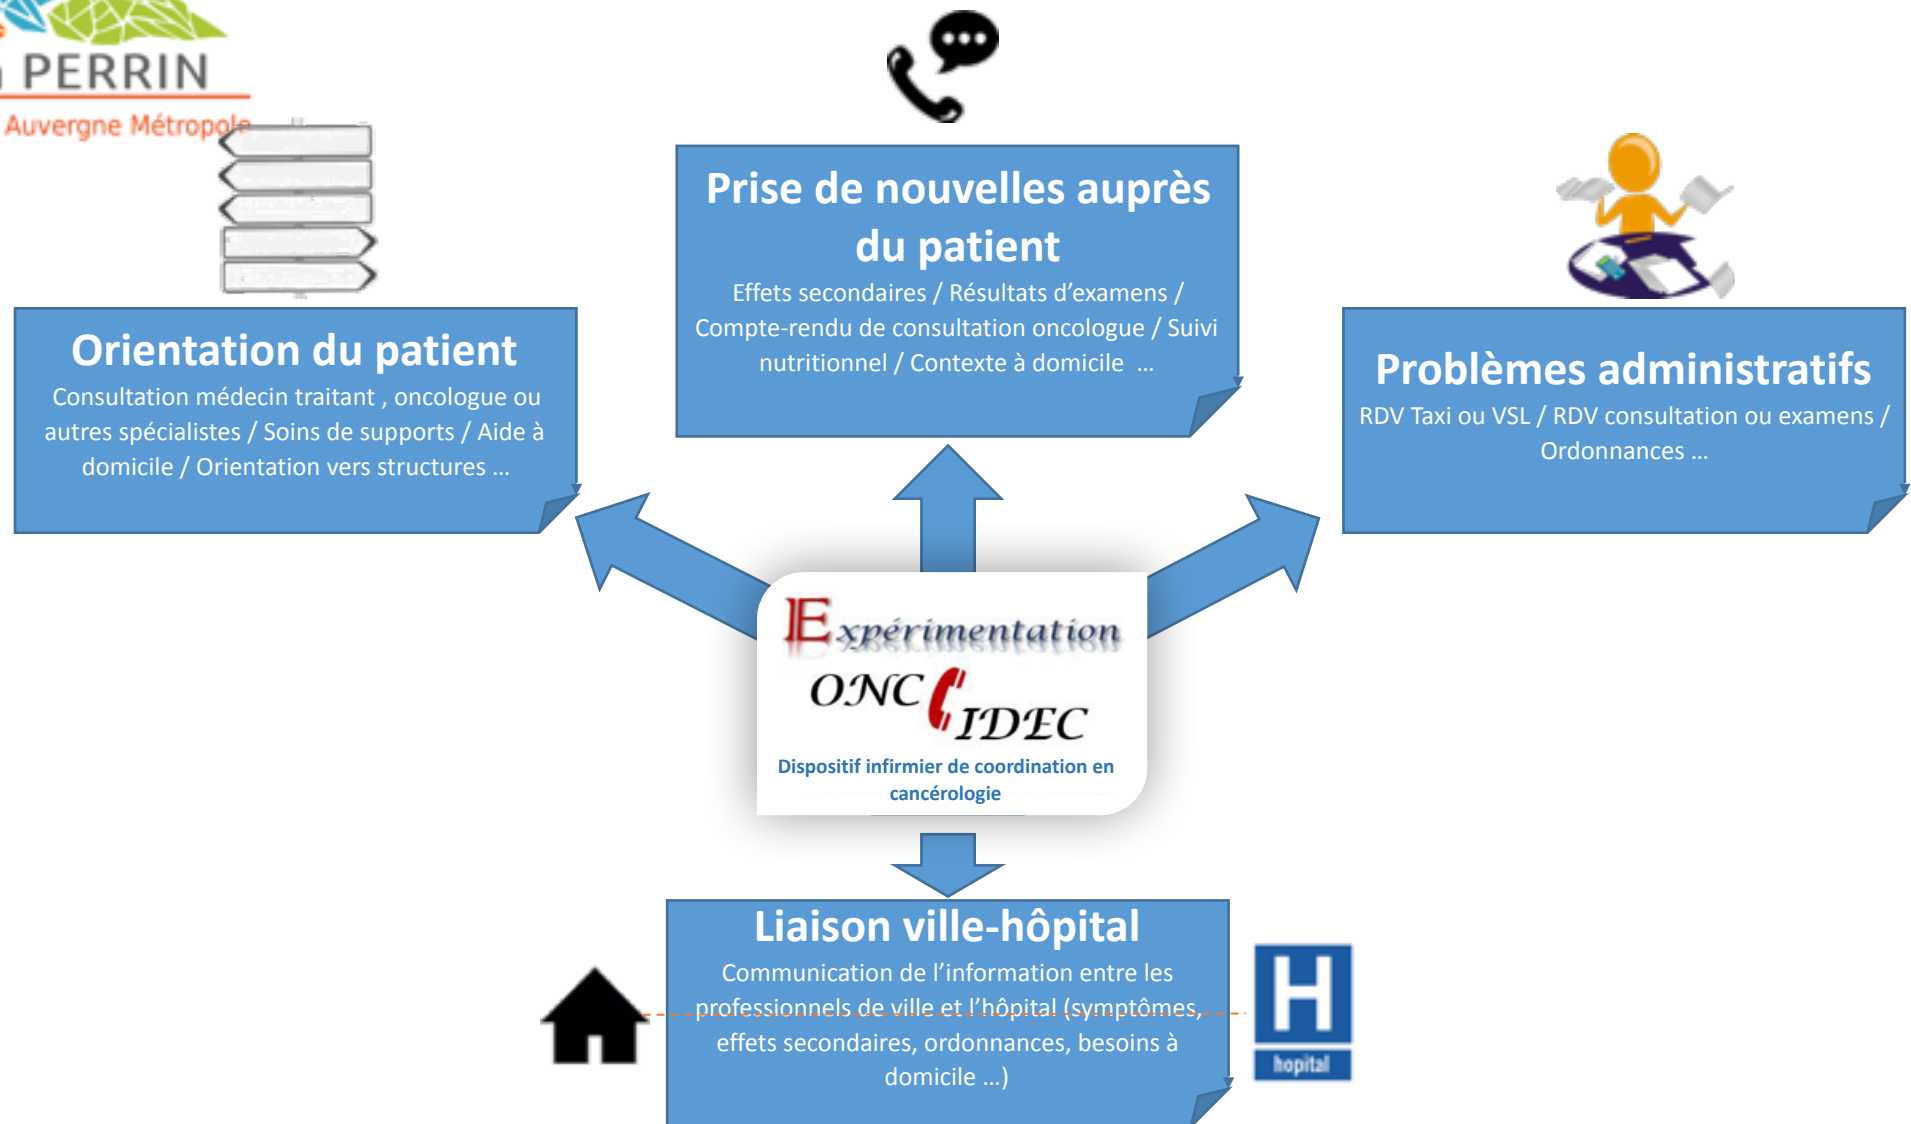 PERRIN
Auvergne Métropole
Prise de nouvelles auprès
du patient
Effets secondaires / Résultats d’examens /
Compte-rendu de consultation oncologue / Suivi
nutritionnel / Contexte à domicile ...
Orientation du patient
Consultation médecin traitant , oncologue ou
autres spécialistes / Soins de supports / Aide à
domicile / Orientation vers structures ...
Problèmes administratifs
RDV Taxi ou VSL / RDV consultation ou examens /
Ordonnances ...
Expérimentation
ONC
IDEC
Dispositif infirmier de coordination en
cancérologie
Liaison ville-hôpital
Communication de l’information entre les
professionnels de ville et l’hôpital (symptômes,
effets secondaires, ordonnances, besoins à
domicile ...)
H
hopital